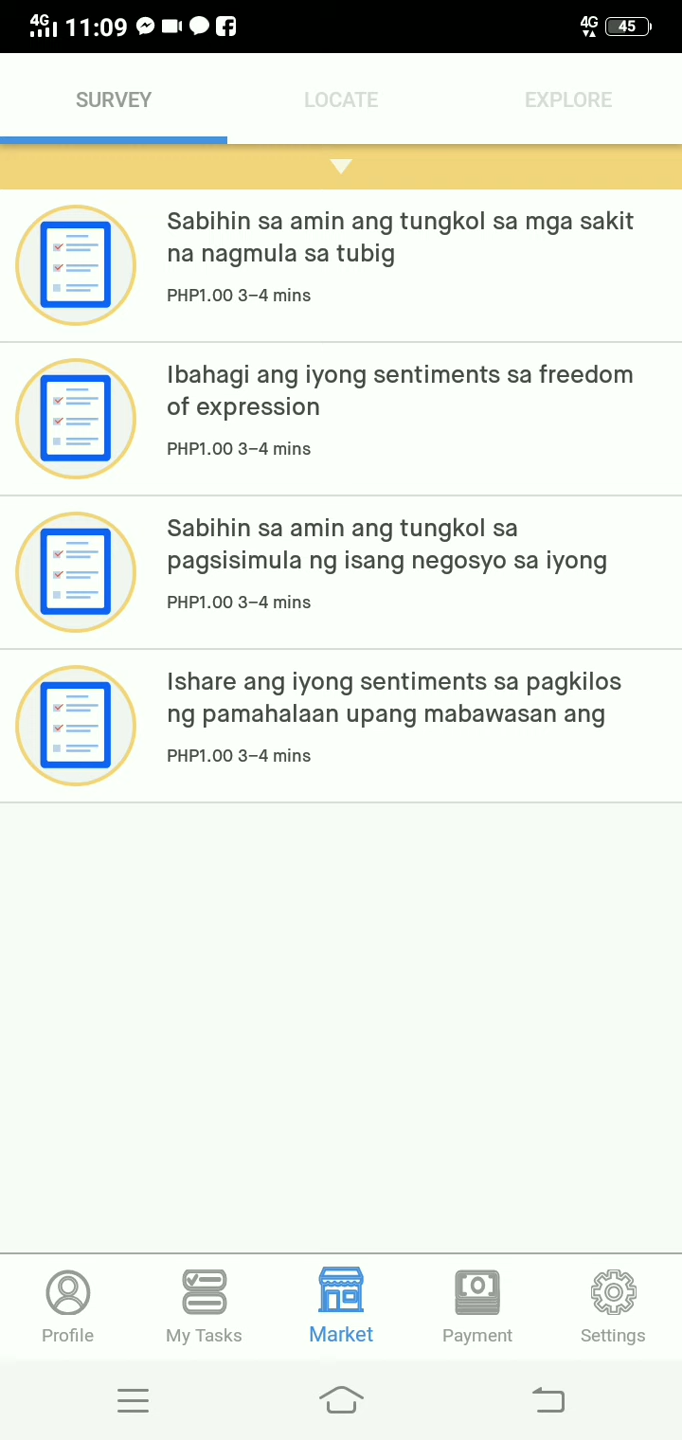 4G 11:09 4G 45
SURVEY LOCATE EXPLORE
Sabihin sa amin ang tungkol sa mga sakit
na nagmula sa tubig
PHP1.00 3–4 mins
Ibahagi ang iyong sentiments sa freedom
of expression
PHP1.00 3–4 mins
Sabihin sa amin ang tungkol sa
pagsisimula ng isang negosyo sa iyong
PHP1.00 3–4 mins
Ishare ang iyong sentiments sa pagkilos
ng pamahalaan upang mabawasan ang
PHP1.00 3–4 mins
Profile My Tasks Market Payment Settings